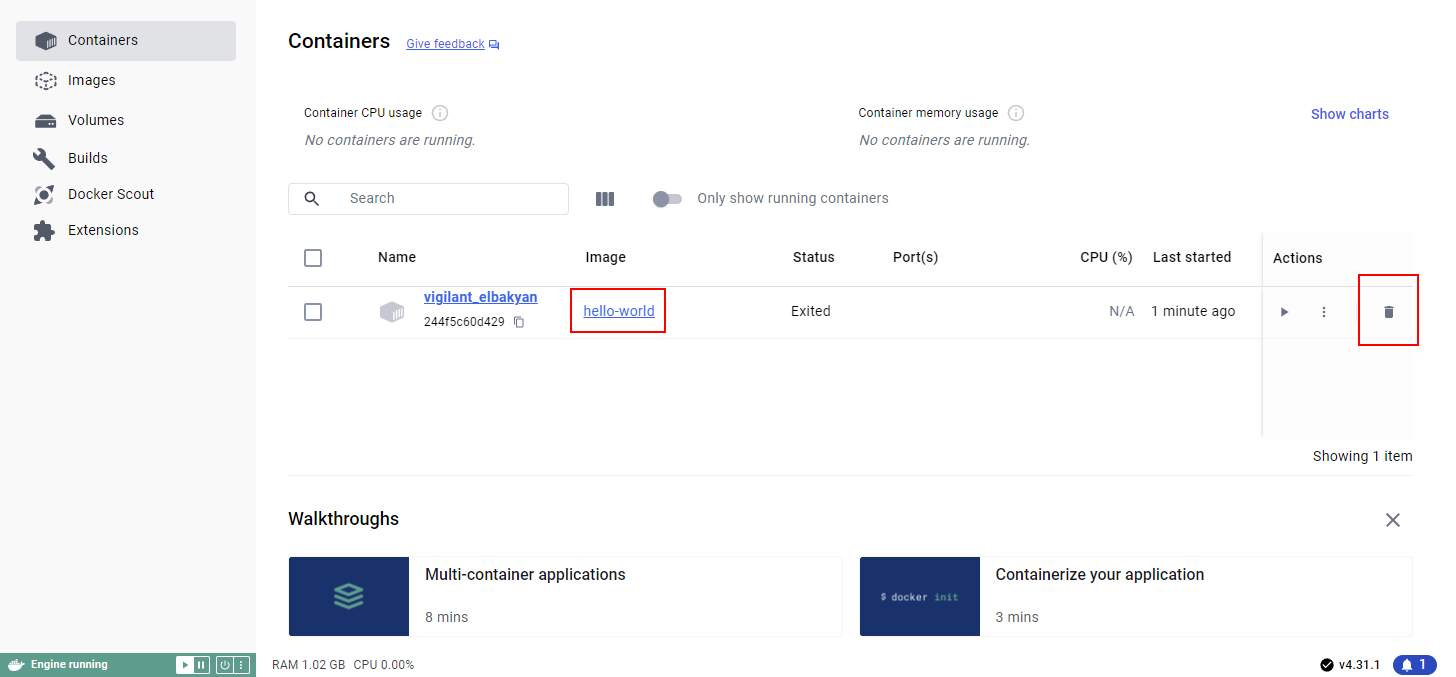 Containers
Images
Volumes
Builds
Docker Scout
Extensions
Containers Give feedback
Container CPU usage
No containers are running.
Container memory usage
No containers are running.
Show charts
Search
Only show running containers
Name Image Status Port(s) CPU (%) Last started Actions
vigilant_elbakyan
244f5c60d429
hello-world Exited N/A 1 minute ago
Showing 1 item
Walkthroughs
Multi-container applications
8 mins
$ docker init
Containerize your application
3 mins
Engine running
RAM 1.02 GB CPU 0.00%
v4.31.1
1